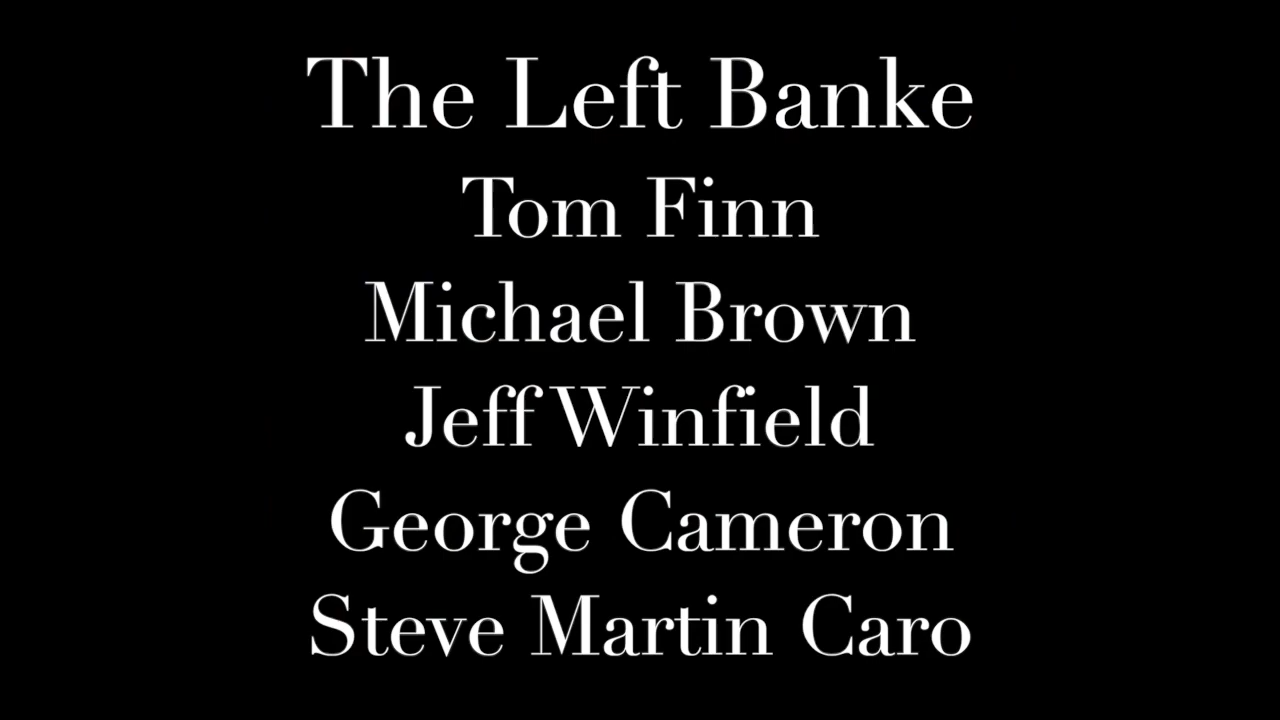 The Left Banke
Tom Finn
Michael Brown
Jeff Winfield
George Cameron
Steve Martin Caro